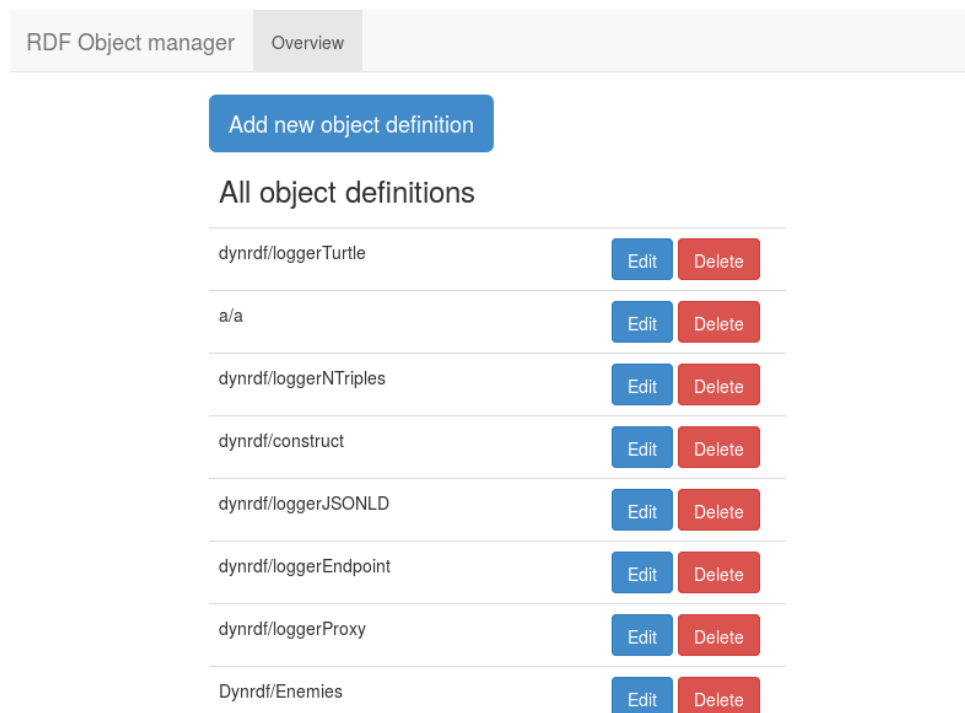 RDF Object manager Overview
Add new object definition
All object definitions
dynrdf/loggerTurtle Edit Delete
a/a Edit Delete
dynrdf/loggerNTriples Edit Delete
dynrdf/construct Edit Delete
dynrdf/loggerJSONLD Edit Delete
dynrdf/loggerEndpoint Edit Delete
dynrdf/loggerProxy Edit Delete
Dynrdf/Enemies Edit Delete